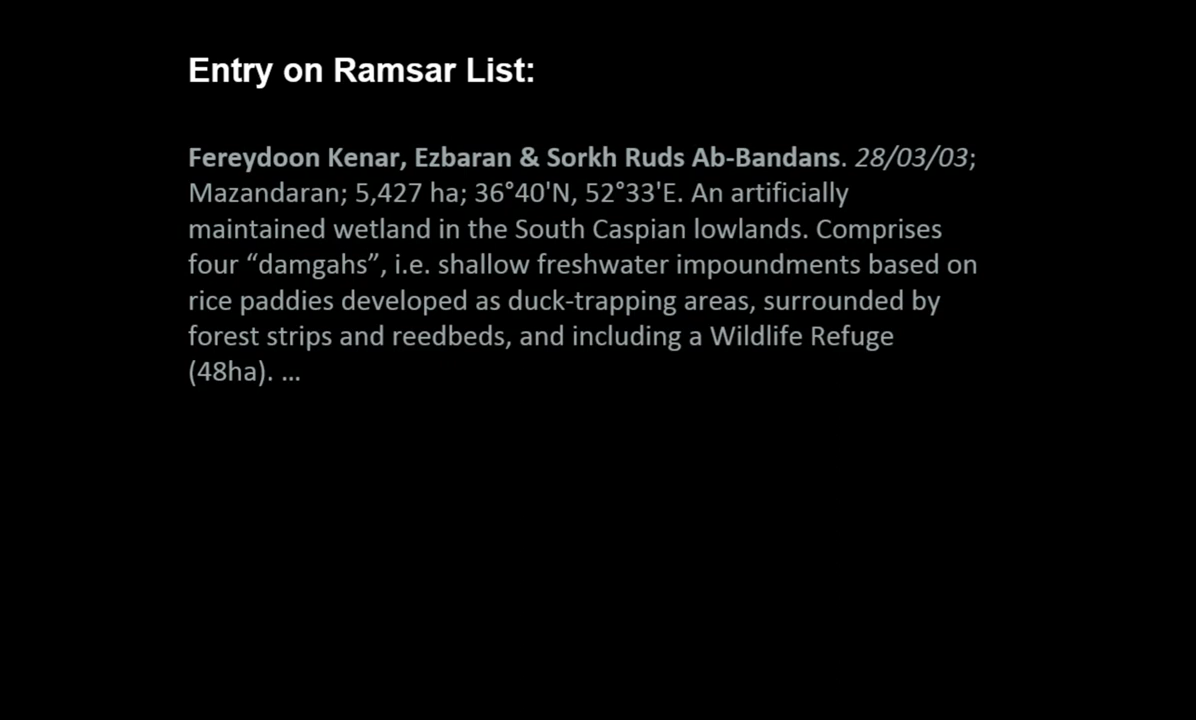 Entry on Ramsar List:
Fereydoon Kenar, Ezbaran & Sorkh Ruds Ab-Bandans. 28/03/03;
Mazandaran; 5,427 ha; 36°40'N, 52°33'E. An artificially
maintained wetland in the South Caspian lowlands. Comprises
four “damgahs”, i.e. shallow freshwater impoundments based on
rice paddies developed as duck-trapping areas, surrounded by
forest strips and reedbeds, and including a Wildlife Refuge
(48ha). …